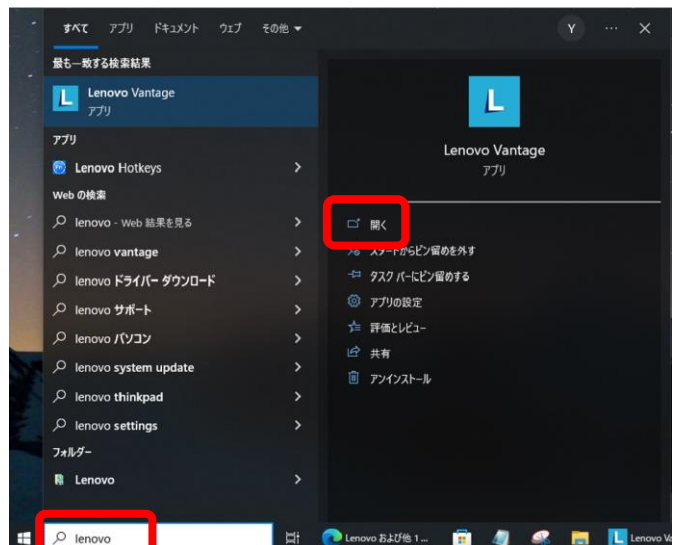 すべて アプリ ドキュメント ウェブ その他 Y ...
最も一致する検索結果
Lenovo Vantage
アプリ
アプリ
Lenovo Hotkeys
Web の検索
lenovo - Web 結果を見る
lenovo vantage
lenovo ドライバー ダウンロード
lenovo サポート
lenovo パソコン
lenovo system update
lenovo thinkpad
lenovo settings
フォルダー
Lenovo
L
Lenovo Vantage
アプリ
開く
スタートからピン留めを外す
タスク バーにピン留めする
アプリの設定
評価とレビュー
共有
アンインストール
lenovo
Lenovo および他 1 ...
Lenovo Va